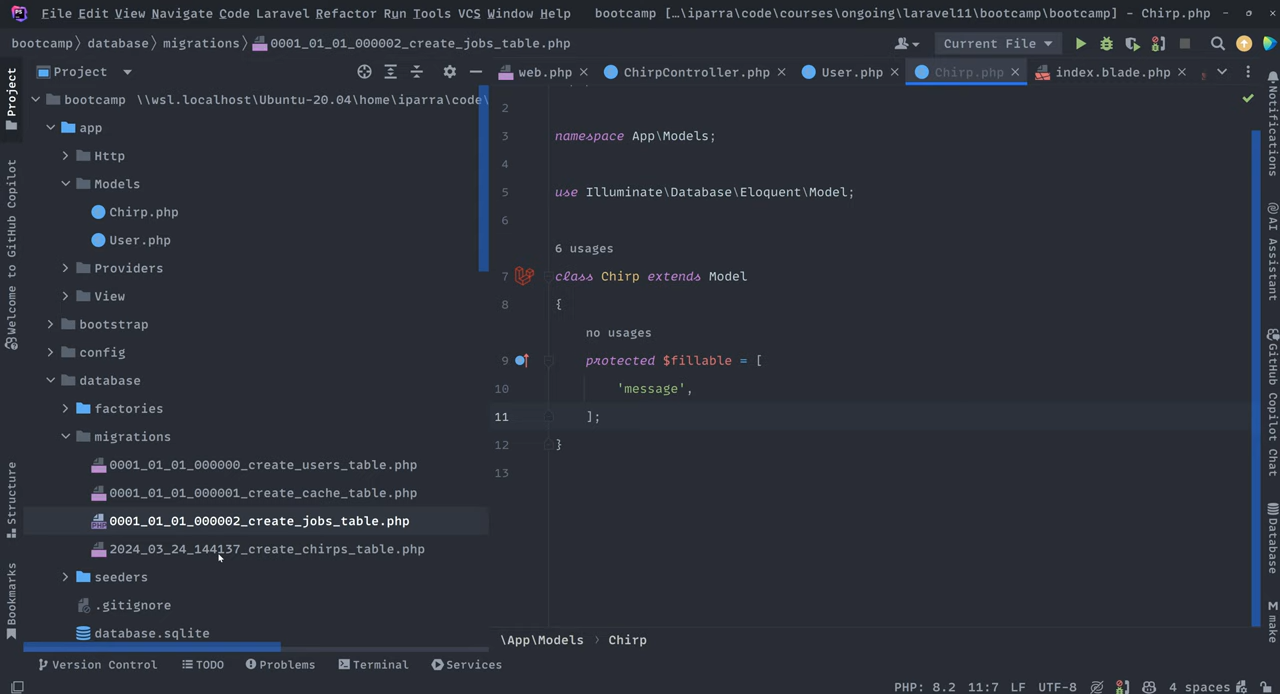 PS File Edit View Navigate Code Laravel Refactor Run Tools VCS Window Help bootcamp […\iparra\code\courses\ongoing\laravel11\bootcamp\bootcamp] - Chirp.php
bootcamp database migrations 0001_01_01_000002_create_jobs_table.php Current File
Project
web.php ChirpController.php User.php Chirp.php index.blade.php
bootcamp \\wsl.localhost\Ubuntu-20.04\home\iparra\code\
app
Http
Models
Chirp.php
User.php
Providers
View
bootstrap
config
database
factories
migrations
0001_01_01_000000_create_users_table.php
0001_01_01_000001_create_cache_table.php
PHP 0001_01_01_000002_create_jobs_table.php
2024_03_24_144137_create_chirps_table.php
seeders
.gitignore
database.sqlite
2
3 namespace App\Models;
4
5 use Illuminate\Database\Eloquent\Model;
6
6 usages
7 class Chirp extends Model
8 {
no usages
9 protected $fillable = [
10 'message',
11 ];
12 }
13
\App\Models › Chirp
Project
Welcome to GitHub Copilot
Structure
Bookmarks
Notifications
AI Assistant
GitHub Copilot Chat
Database
M make
Version Control TODO Problems Terminal Services
PHP: 8.2 11:7 LF UTF-8 4 spaces